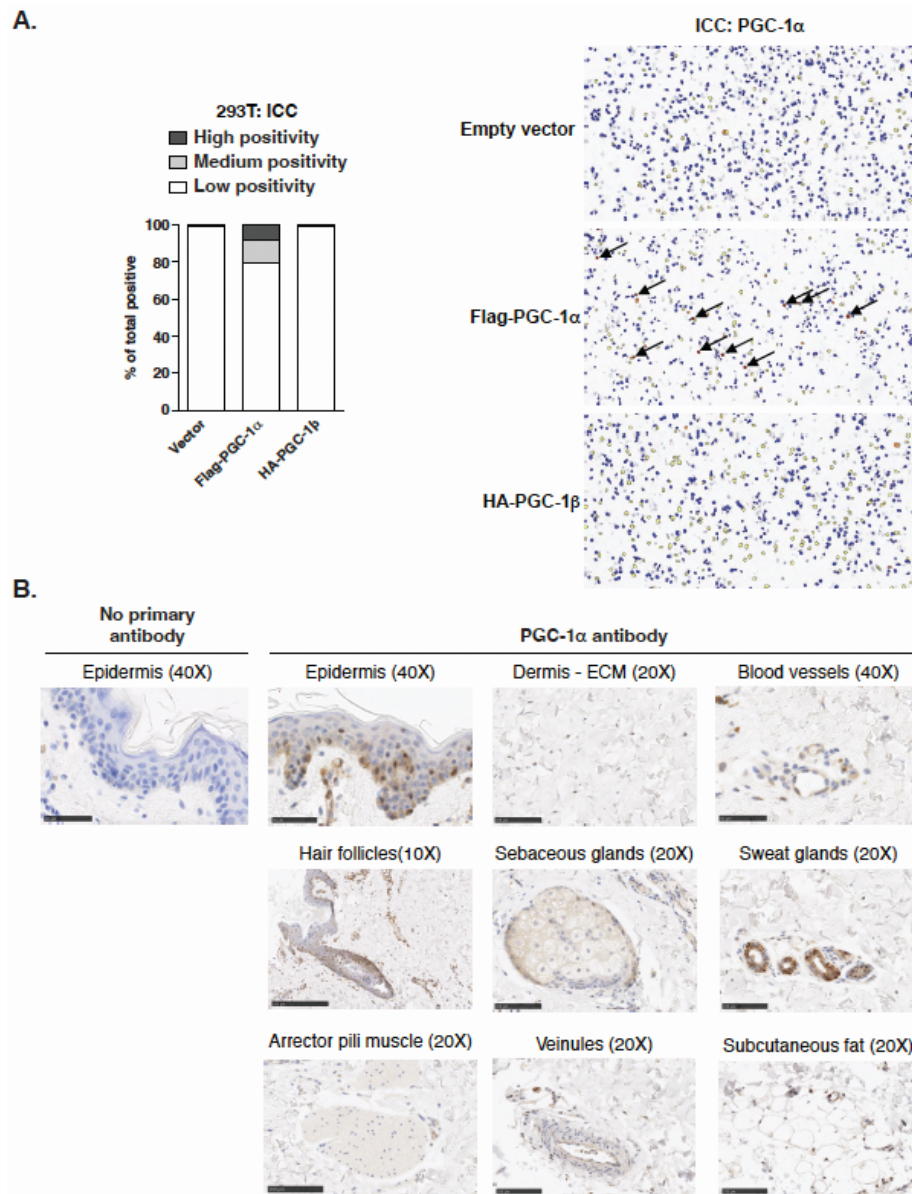 A.
ICC: PGC-1α
293T: ICC
High positivity
Medium positivity
Low positivity
% of total positive
100
80
60
40
20
0
Vector
Flag-PGC-1α
HA-PGC-1β
Empty vector
Flag-PGC-1α
HA-PGC-1β
B.
No primary
antibody
PGC-1α antibody
Epidermis (40X)
Epidermis (40X)
Dermis - ECM (20X)
Blood vessels (40X)
Hair follicles(10X)
Sebaceous glands (20X)
Sweat glands (20X)
Arrector pili muscle (20X)
Veinules (20X)
Subcutaneous fat (20X)